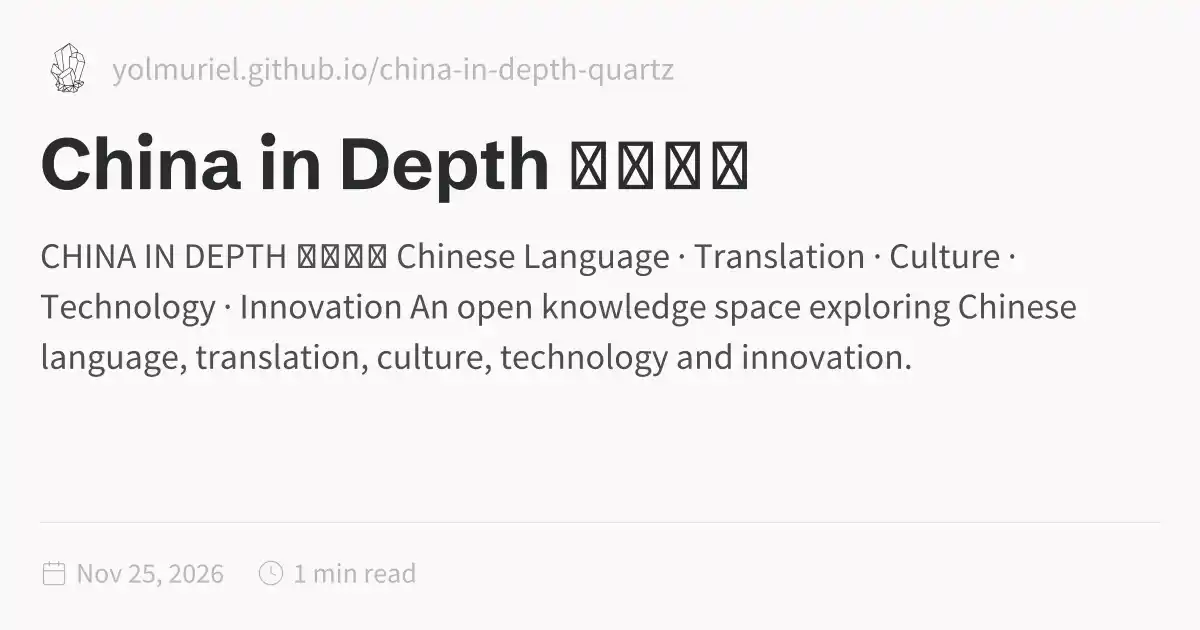 yolmuriel.github.io/china-in-depth-quartz
China in Depth
CHINA IN DEPTH Chinese Language · Translation · Culture ·
Technology · Innovation An open knowledge space exploring Chinese
language, translation, culture, technology and innovation.
Nov 25, 2026 1 min read